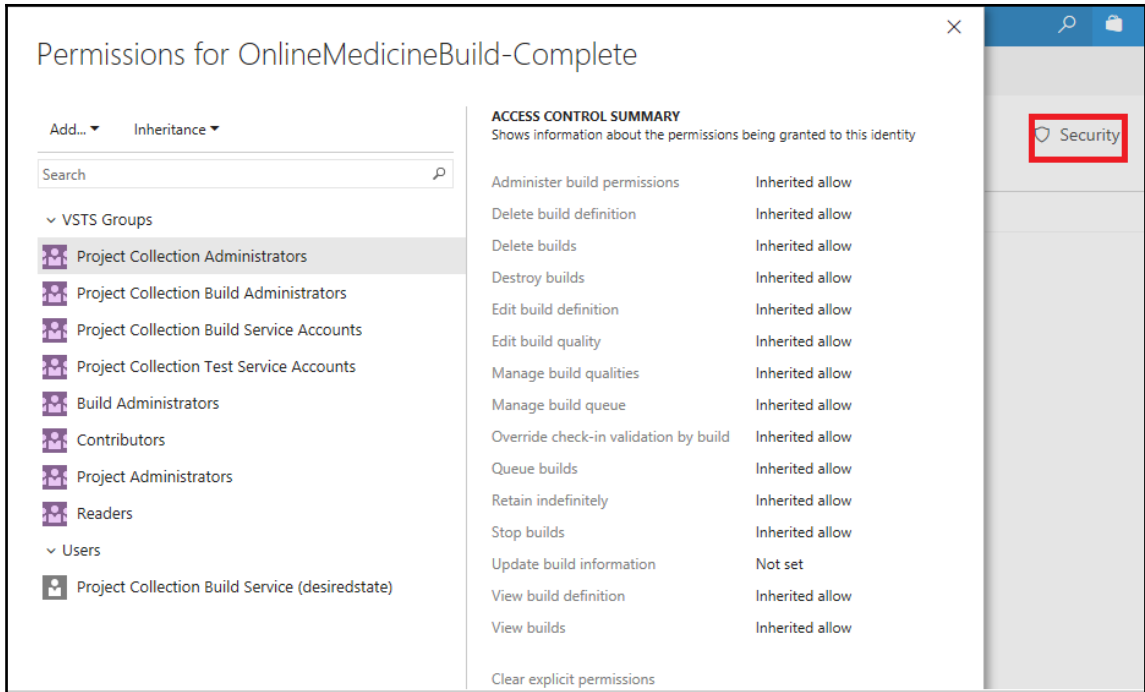 Permissions for OnlineMedicineBuild-Complete
Add...
Inheritance
Search
VSTS Groups
Project Collection Administrators
Project Collection Build Administrators
Project Collection Build Service Accounts
Project Collection Test Service Accounts
Build Administrators
Contributors
Project Administrators
Readers
Users
Project Collection Build Service (desiredstate)
ACCESS CONTROL SUMMARY
Shows information about the permissions being granted to this identity
Administer build permissions Inherited allow
Delete build definition Inherited allow
Delete builds Inherited allow
Destroy builds Inherited allow
Edit build definition Inherited allow
Edit build quality Inherited allow
Manage build qualities Inherited allow
Manage build queue Inherited allow
Override check-in validation by build Inherited allow
Queue builds Inherited allow
Retain indefinitely Inherited allow
Stop builds Inherited allow
Update build information Not set
View build definition Inherited allow
View builds Inherited allow
Clear explicit permissions
Security